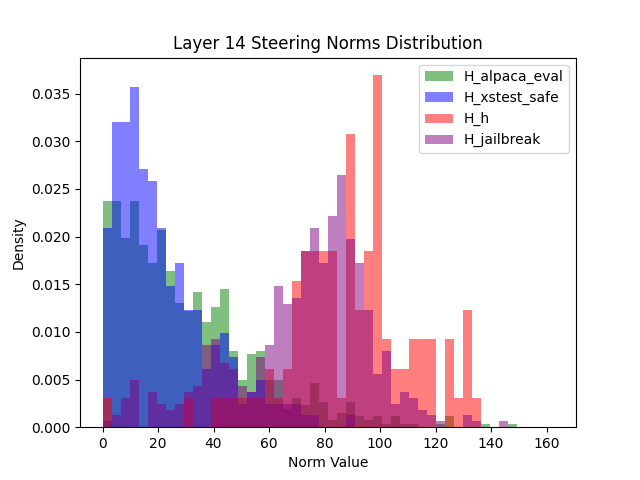 Layer 14 Steering Norms Distribution
H_alpaca_eval
H_xstest_safe
H_h
H_jailbreak
Density
0.035
0.030
0.025
0.020
0.015
0.010
0.005
0.000
0 20 40 60 80 100 120 140 160
Norm Value